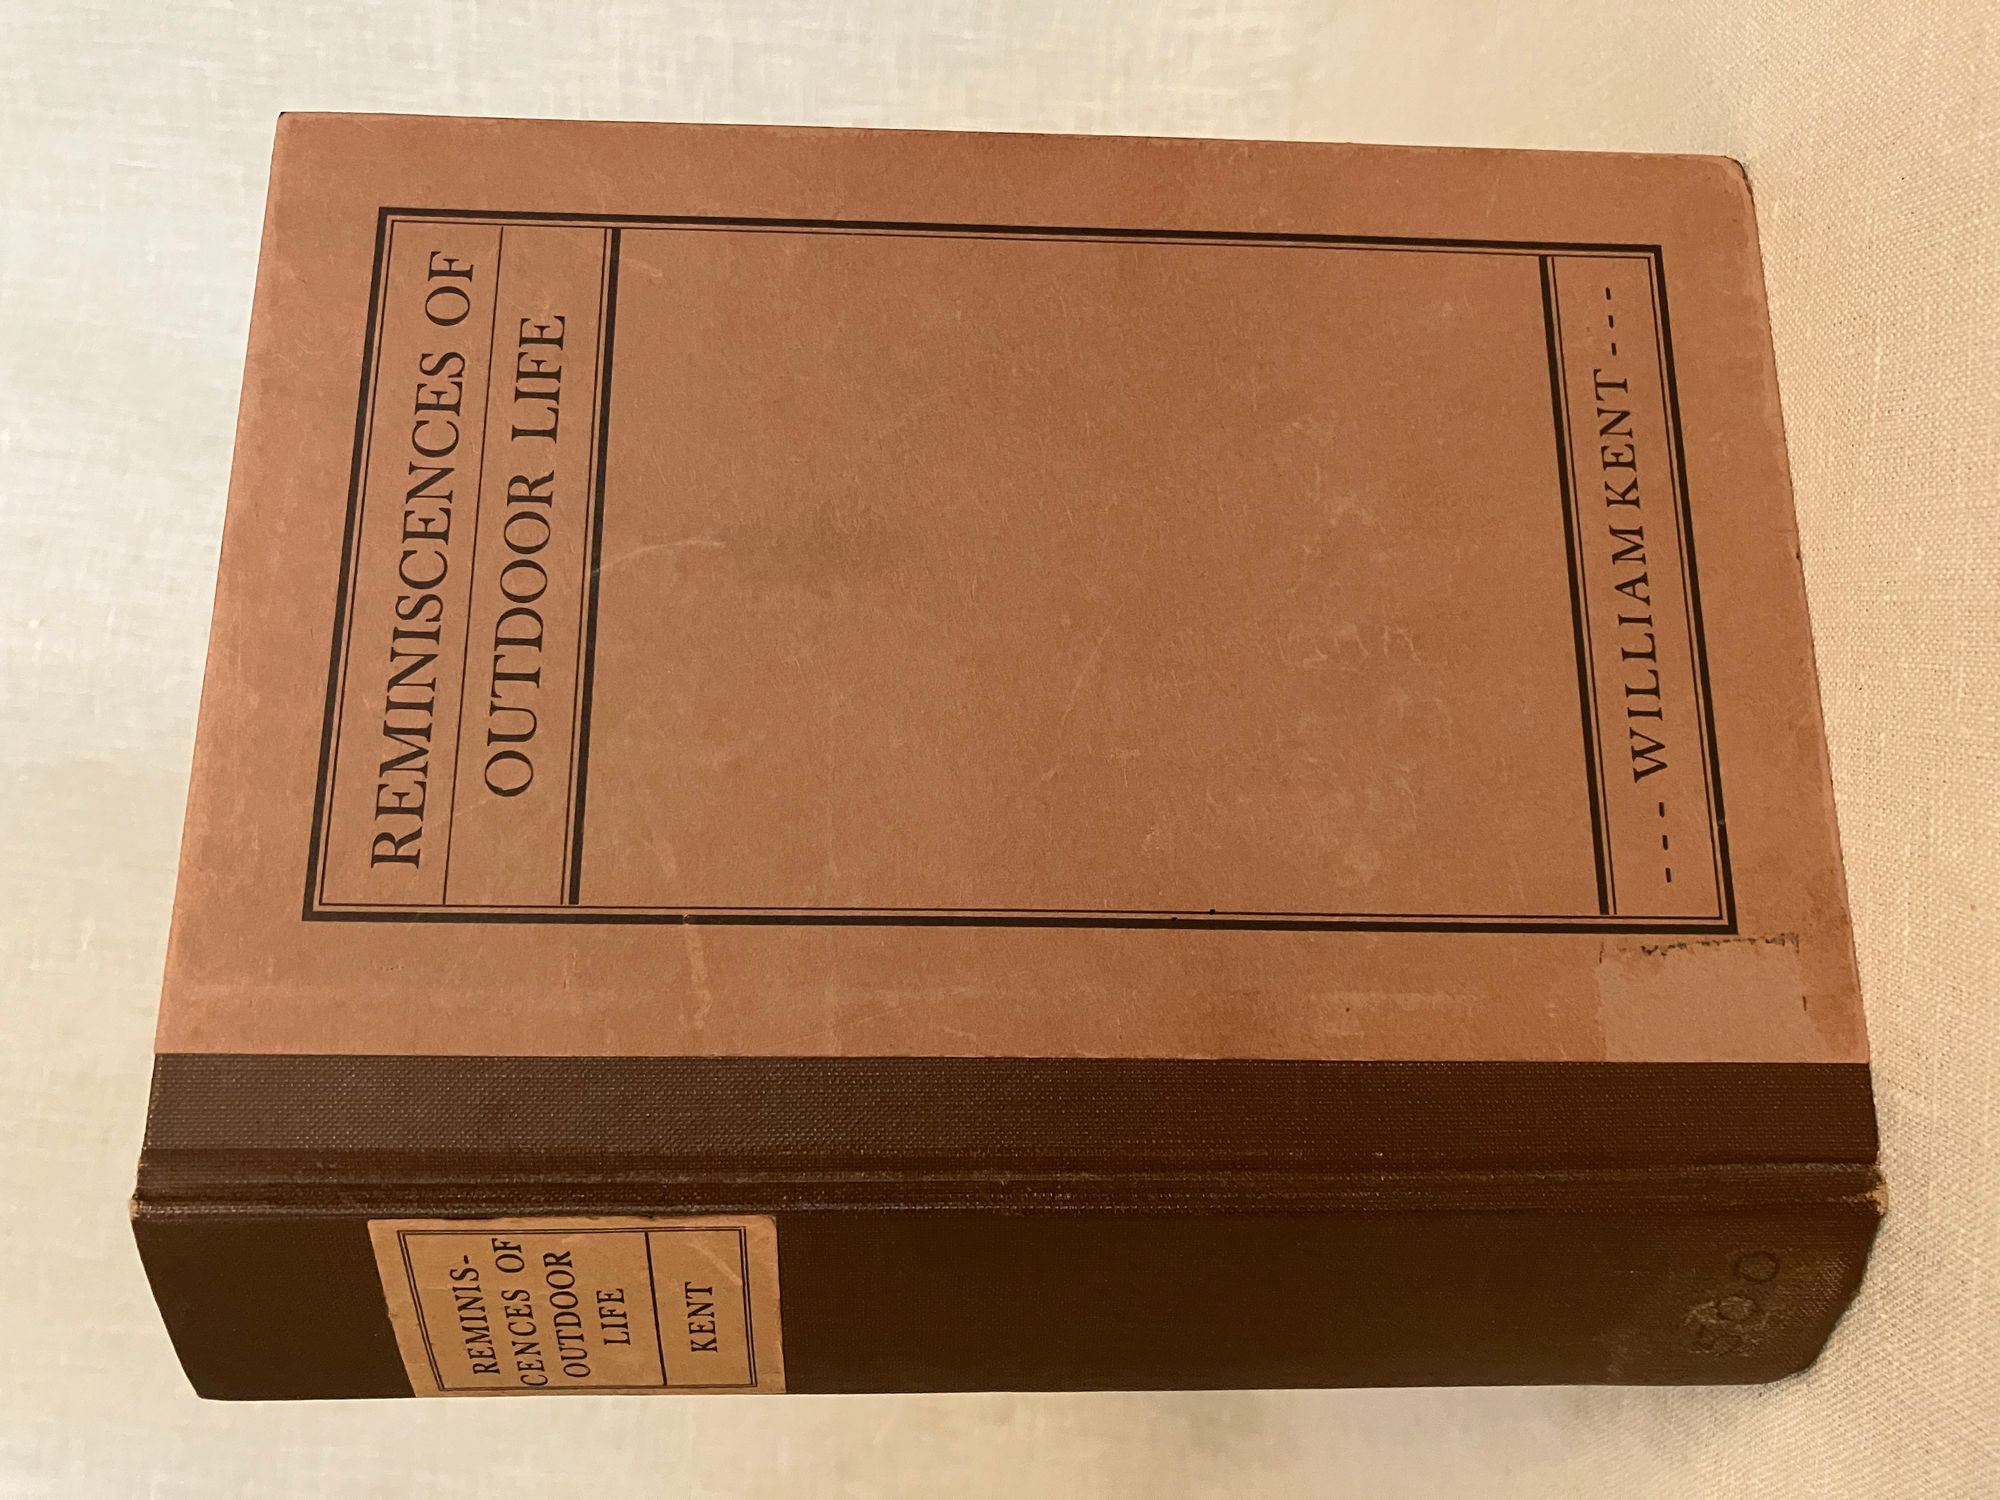 REMINISCENCES OF
OUTDOOR LIFE
- - - WILLIAM KENT - - -
REMINIS-
CENCES OF
OUTDOOR
LIFE
KENT